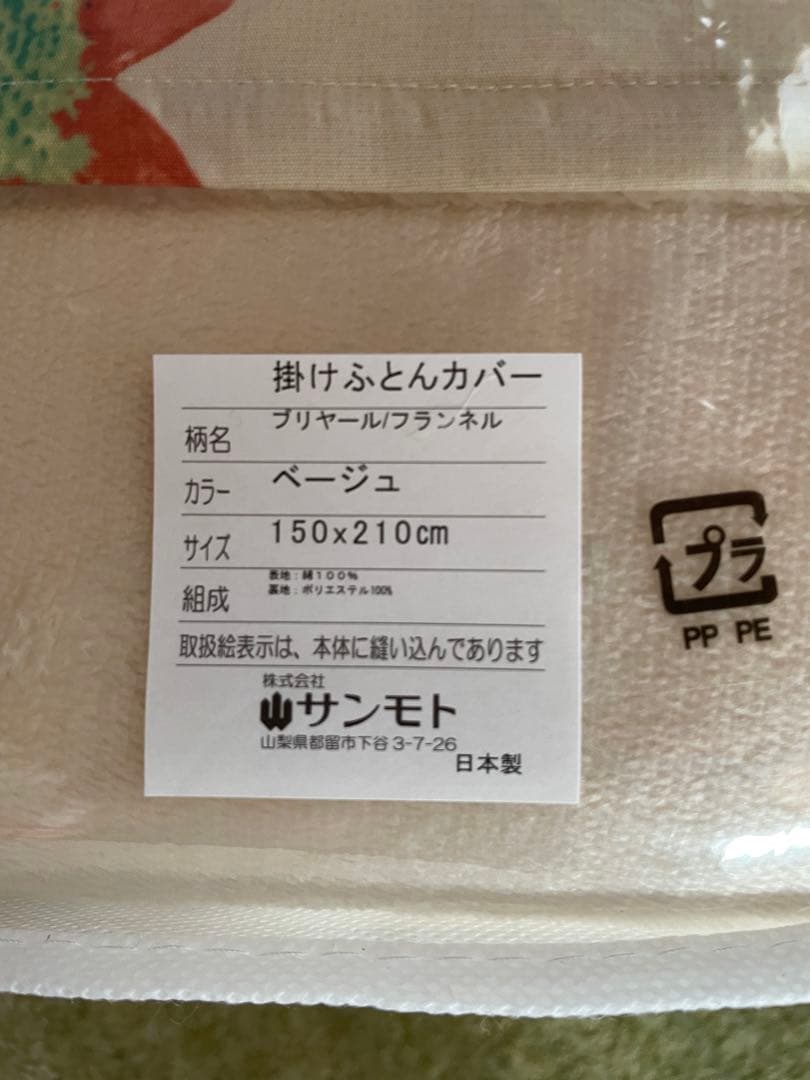 掛けふとんカバー
柄名 ブリヤール/フランネル
カラー ベージュ
サイズ 150x210cm
組成 表地：綿１００％
裏地：ポリエステル100%
取扱絵表示は、本体に縫い込んであります
株式会社
サンモト
山梨県都留市下谷3-7-26
日本製
プラ
PP PE